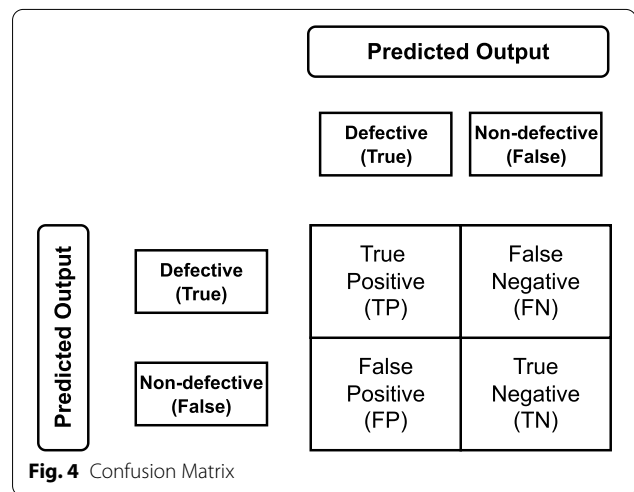 Predicted Output
Defective
(True)
Non-defective
(False)
Predicted Output
Defective
(True)
True
Positive
(TP)
False
Negative
(FN)
Non-defective
(False)
False
Positive
(FP)
True
Negative
(TN)
Fig. 4 Confusion Matrix